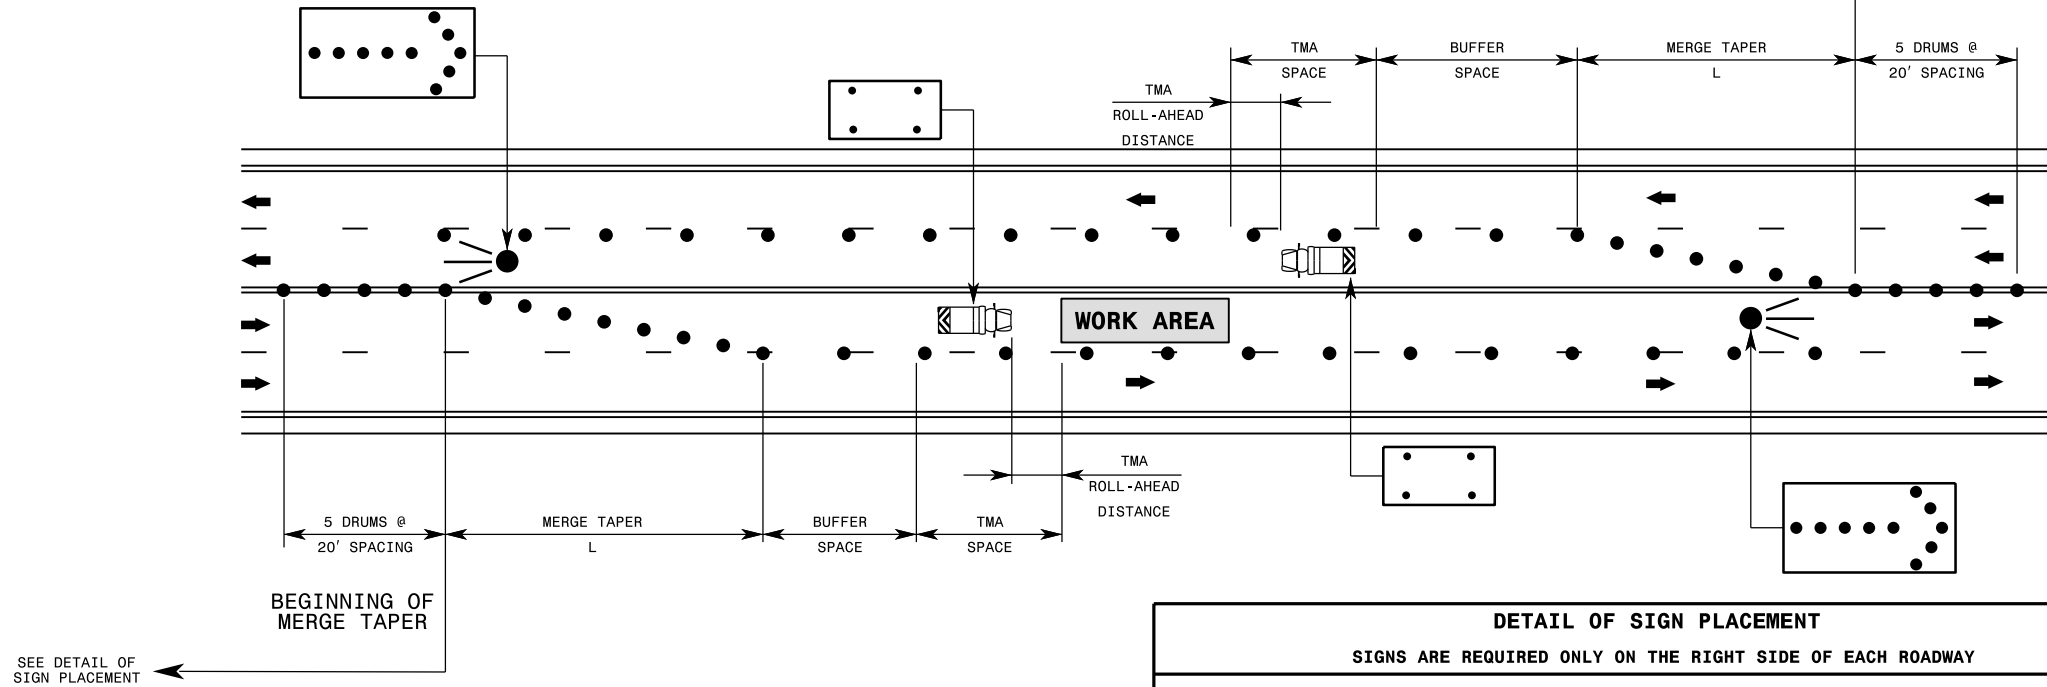 TMA
SPACE
BUFFER
SPACE
MERGE TAPER
L
5 DRUMS @
20' SPACING
TMA
ROLL-AHEAD
DISTANCE
WORK AREA
TMA
ROLL-AHEAD
DISTANCE
5 DRUMS @
20' SPACING
MERGE TAPER
L
BUFFER
SPACE
TMA
SPACE
BEGINNING OF
MERGE TAPER
SEE DETAIL OF
SIGN PLACEMENT
DETAIL OF SIGN PLACEMENT
SIGNS ARE REQUIRED ONLY ON THE RIGHT SIDE OF EACH ROADWAY